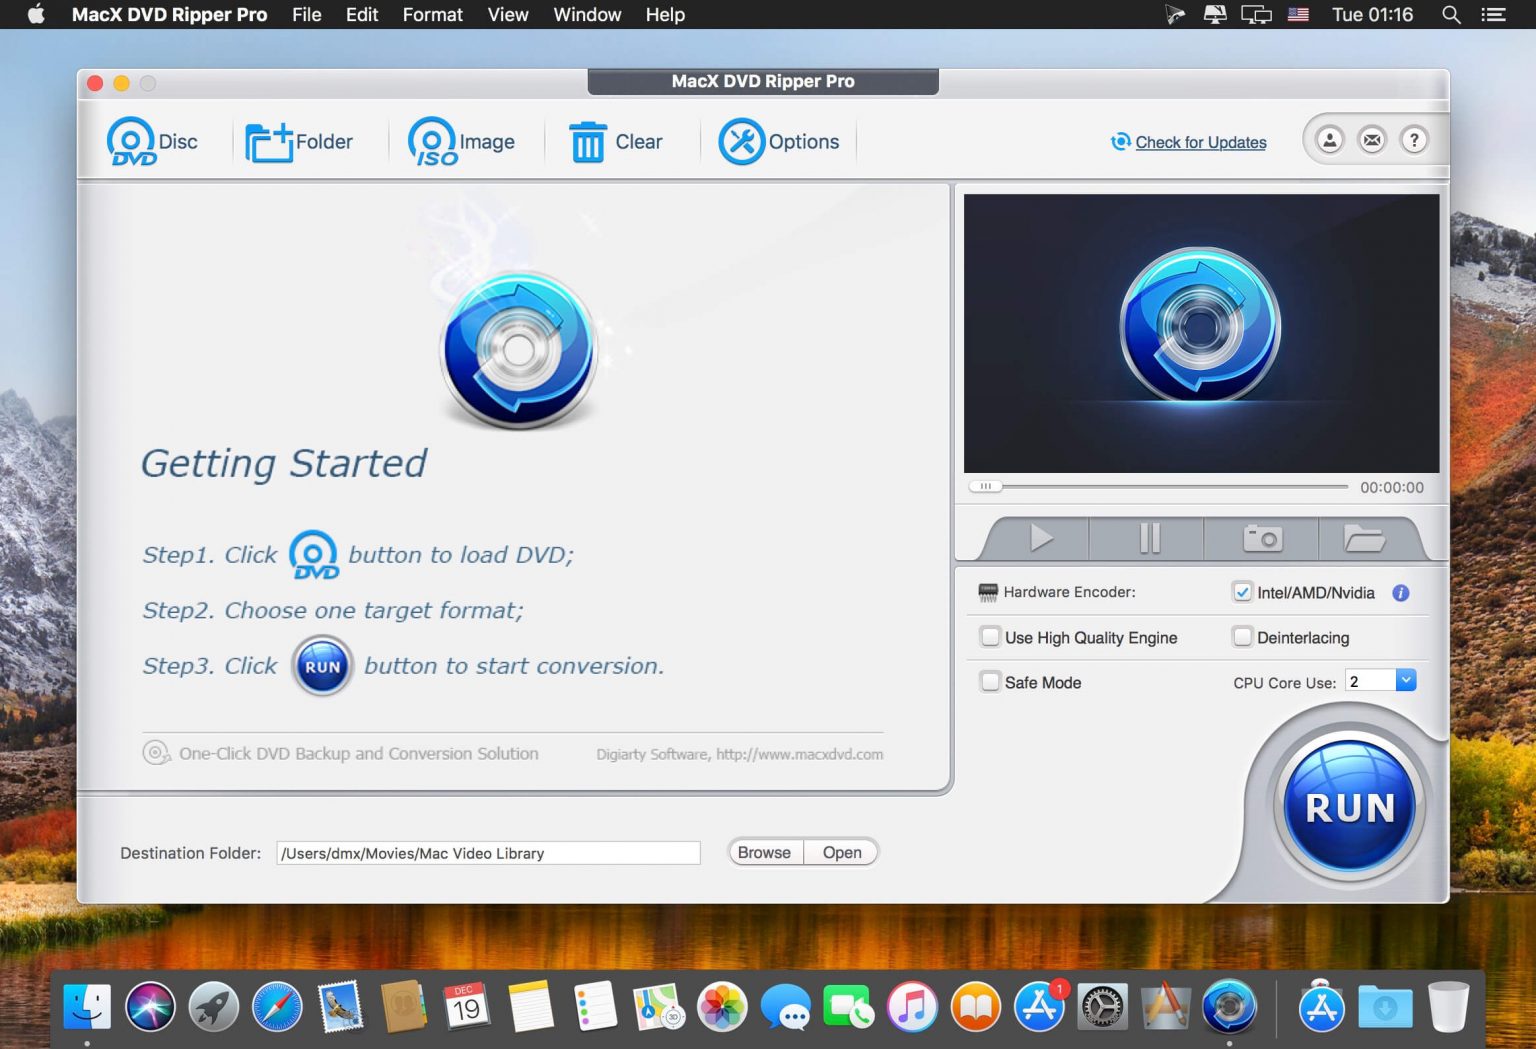 MacX DVD Ripper Pro File Edit Format View Window Help Tue 01:16
MacX DVD Ripper Pro
DVD Disc Folder ISO Image Clear Options Check for Updates ?
Getting Started
Step1. Click DVD button to load DVD;
Step2. Choose one target format;
Step3. Click RUN button to start conversion.
One-Click DVD Backup and Conversion Solution Digiarty Software, http://www.macxdvd.com
00:00:00
Hardware Encoder: Intel/AMD/Nvidia i
Use High Quality Engine Deinterlacing
Safe Mode CPU Core Use: 2
RUN
Destination Folder: /Users/dmx/Movies/Mac Video Library Browse Open
DEC
19
3D
1